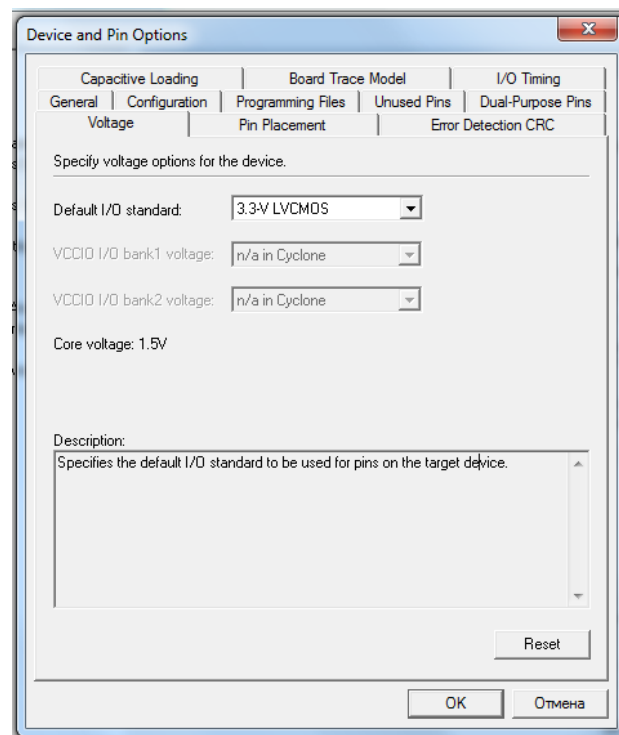 Device and Pin Options
Capacitive Loading Board Trace Model I/O Timing
General Configuration Programming Files Unused Pins Dual-Purpose Pins
Voltage Pin Placement Error Detection CRC
Specify voltage options for the device.
Default I/O standard: 3.3-V LVCMOS
VCCIO I/O bank1 voltage: n/a in Cyclone
VCCIO I/O bank2 voltage: n/a in Cyclone
Core voltage: 1.5V
Description:
Specifies the default I/O standard to be used for pins on the target device.
Reset
OK Отмена